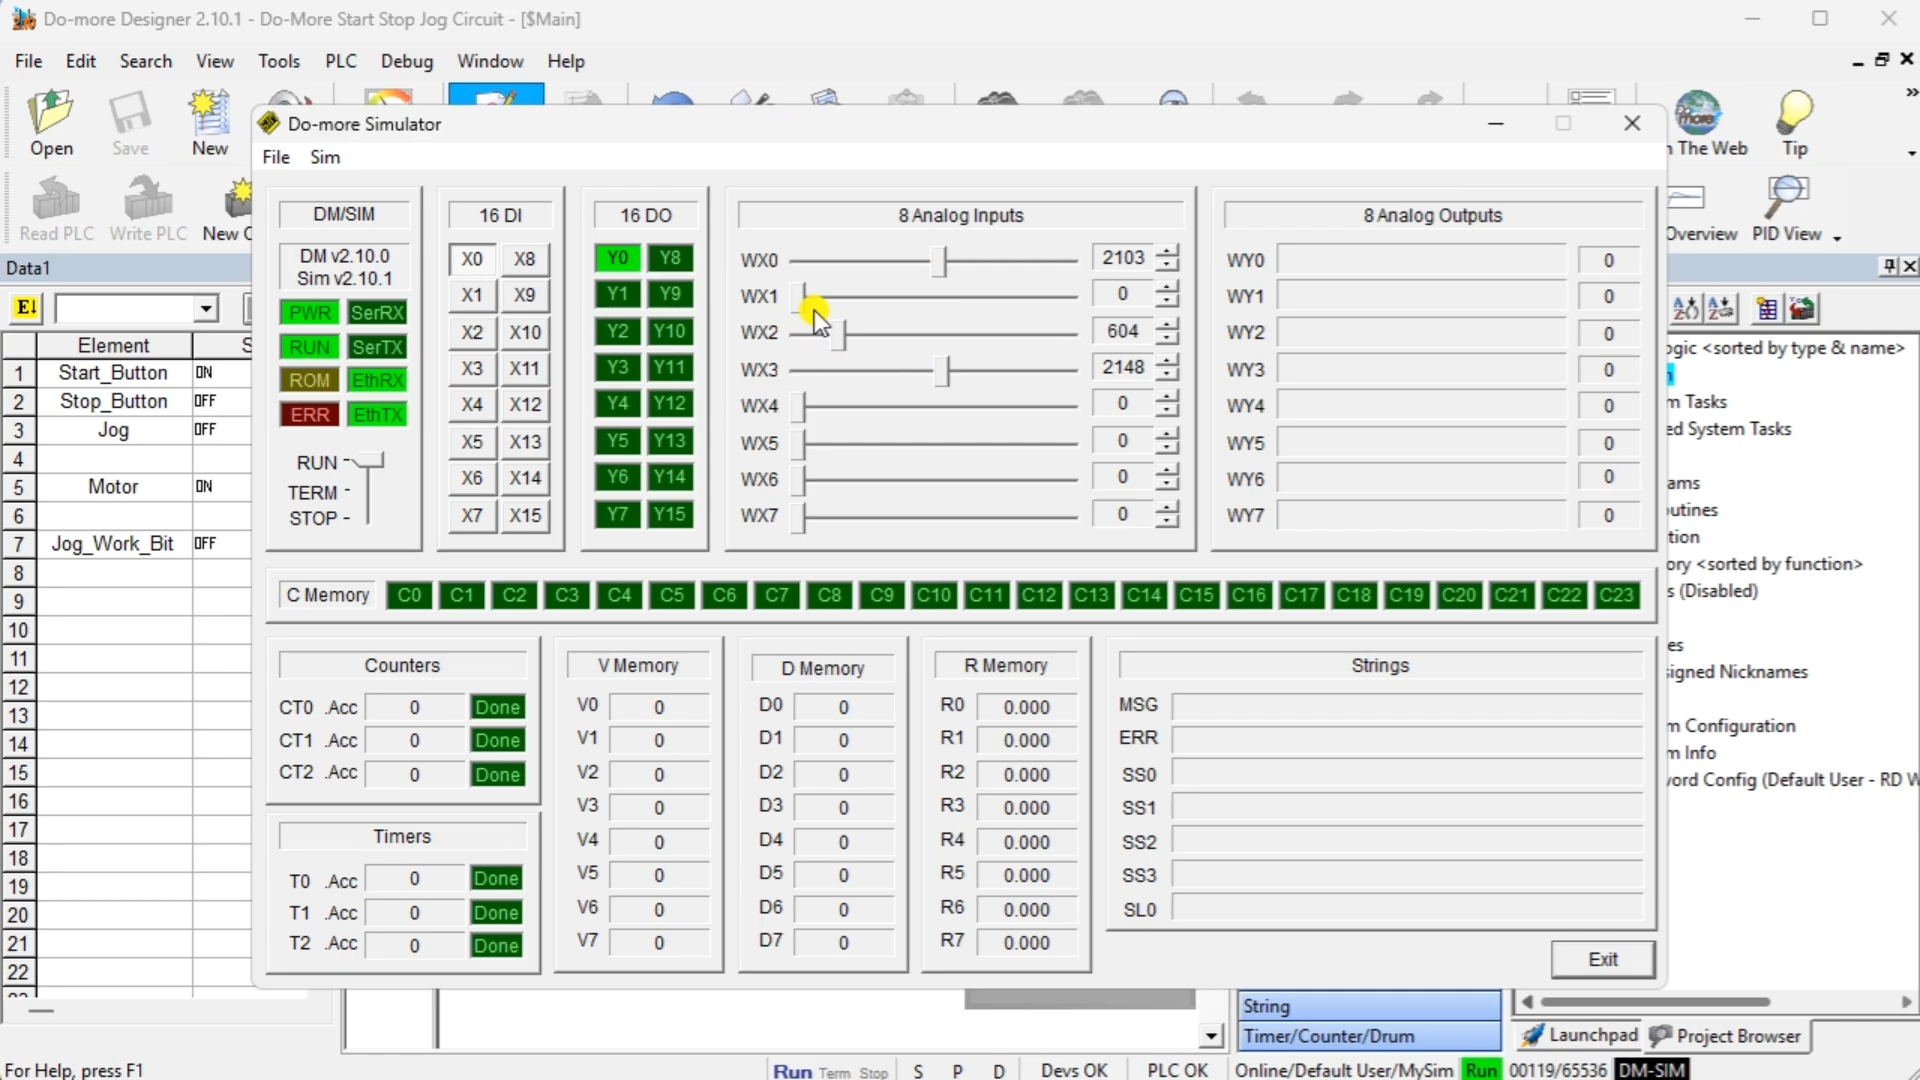 Do-more Designer 2.10.1 - Do-More Start Stop Jog Circuit - [$Main]
File Edit Search View Tools PLC Debug Window Help
Open Save New
The Web Tip
Read PLC Write PLC New
Overview PID View
Do-more Simulator
File Sim
DM/SIM
DM v2.10.0
Sim v2.10.1
PWR SerRX
RUN SerTX
ROM EthRX
ERR EthTX
RUN
TERM
STOP
16 DI
X0 X8
X1 X9
X2 X10
X3 X11
X4 X12
X5 X13
X6 X14
X7 X15
16 DO
Y0 Y8
Y1 Y9
Y2 Y10
Y3 Y11
Y4 Y12
Y5 Y13
Y6 Y14
Y7 Y15
8 Analog Inputs
WX0 2103
WX1 0
WX2 604
WX3 2148
WX4 0
WX5 0
WX6 0
WX7 0
8 Analog Outputs
WY0 0
WY1 0
WY2 0
WY3 0
WY4 0
WY5 0
WY6 0
WY7 0
C Memory C0 C1 C2 C3 C4 C5 C6 C7 C8 C9 C10 C11 C12 C13 C14 C15 C16 C17 C18 C19 C20 C21 C22 C23
Counters
CT0 .Acc 0 Done
CT1 .Acc 0 Done
CT2 .Acc 0 Done
Timers
T0 .Acc 0 Done
T1 .Acc 0 Done
T2 .Acc 0 Done
V Memory
V0 0
V1 0
V2 0
V3 0
V4 0
V5 0
V6 0
V7 0
D Memory
D0 0
D1 0
D2 0
D3 0
D4 0
D5 0
D6 0
D7 0
R Memory
R0 0.000
R1 0.000
R2 0.000
R3 0.000
R4 0.000
R5 0.000
R6 0.000
R7 0.000
Strings
MSG
ERR
SS0
SS1
SS2
SS3
SL0
Exit
Data1
Element S
1 Start_Button ON
2 Stop_Button OFF
3 Jog OFF
4
5 Motor ON
6
7 Jog_Work_Bit OFF
8
9
10
11
12
13
14
15
16
17
18
19
20
21
22
ogic <sorted by type & name>
m Tasks
ed System Tasks
ams
outines
tion
ory <sorted by function>
s (Disabled)
es
signed Nicknames
m Configuration
m Info
word Config (Default User - RD W
String
Timer/Counter/Drum
Launchpad Project Browser
For Help, press F1
Run Term Stop S P D Devs OK PLC OK Online/Default User/MySim Run 00119/65536 DM-SIM